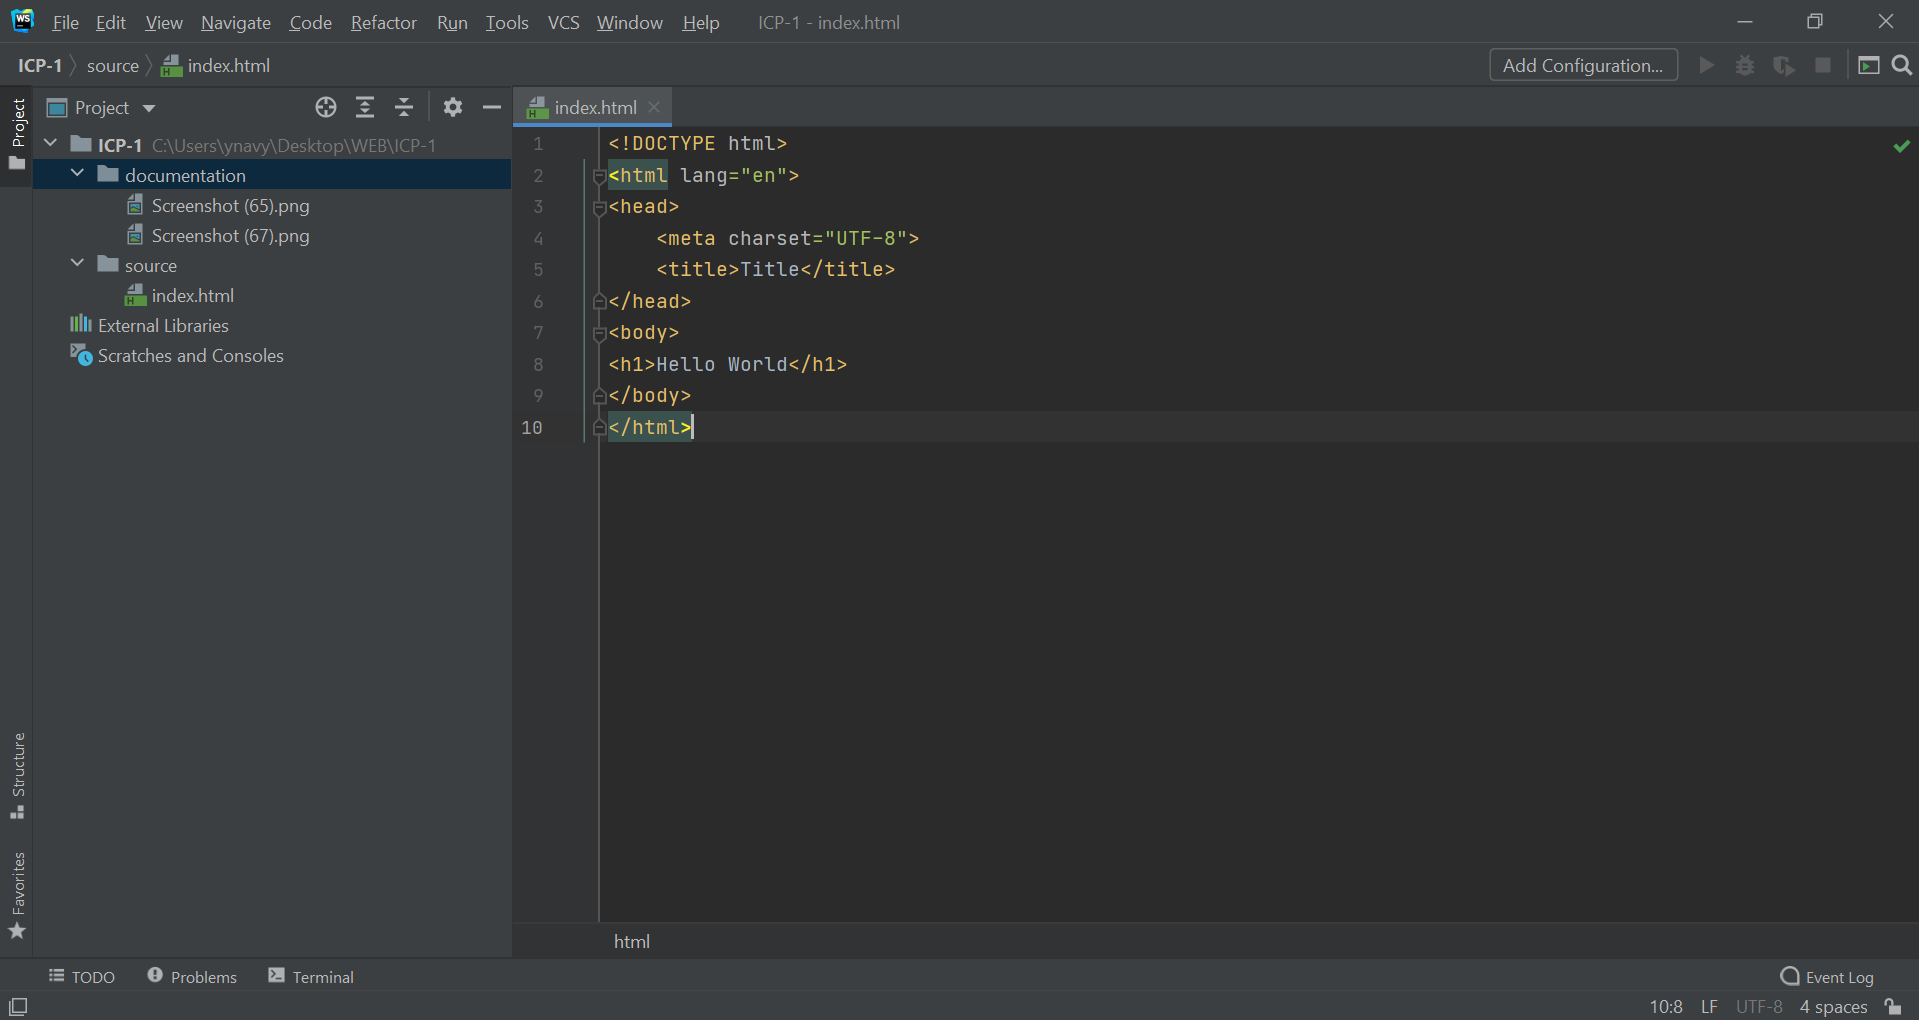 WS File Edit View Navigate Code Refactor Run Tools VCS Window Help ICP-1 - index.html
ICP-1 source index.html Add Configuration...
Project
Project
index.html
ICP-1 C:\Users\ynavy\Desktop\WEB\ICP-1
documentation
Screenshot (65).png
Screenshot (67).png
source
index.html
External Libraries
Scratches and Consoles
1 <!DOCTYPE html>
2 <html lang="en">
3 <head>
4     <meta charset="UTF-8">
5     <title>Title</title>
6 </head>
7 <body>
8 <h1>Hello World</h1>
9 </body>
10 </html>
Structure
Favorites
html
TODO Problems Terminal Event Log
10:8 LF UTF-8 4 spaces